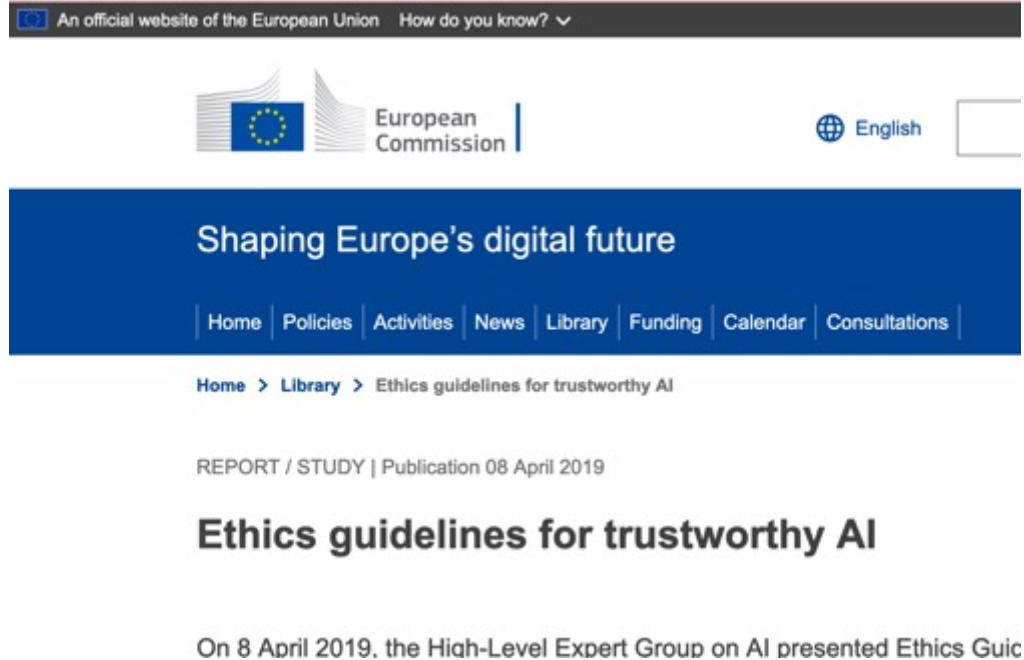 An official website of the European Union How do you know?
European
Commission
English
Shaping Europe's digital future
Home Policies Activities News Library Funding Calendar Consultations
Home > Library > Ethics guidelines for trustworthy AI
REPORT / STUDY | Publication 08 April 2019
Ethics guidelines for trustworthy AI
On 8 April 2019, the High-Level Expert Group on AI presented Ethics